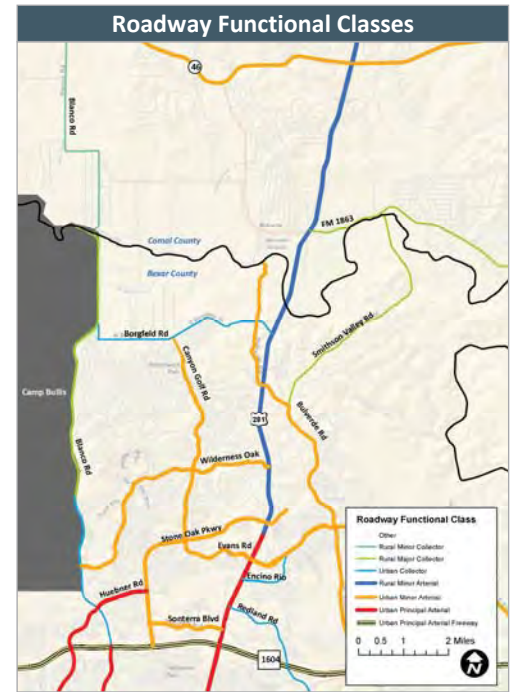 Roadway Functional Classes
46
Blanco Rd
FM 1863
Comal County
Bexar County
Borgfeld Rd
Smithson Valley Rd
Canyon Golf Rd
Camp Bullis
281
Bulverde Rd
Blanco Rd
Wilderness Oak
Stone Oak Pkwy
Evans Rd
Encino Rio
Huebner Rd
Redland Rd
Sonterra Blvd
1604
Roadway Functional Class
Other
Rural Minor Collector
Rural Major Collector
Urban Collector
Rural Minor Arterial
Urban Minor Arterial
Urban Principal Arterial
Urban Principal Arterial Freeway
0 0.5 1 2 Miles
N